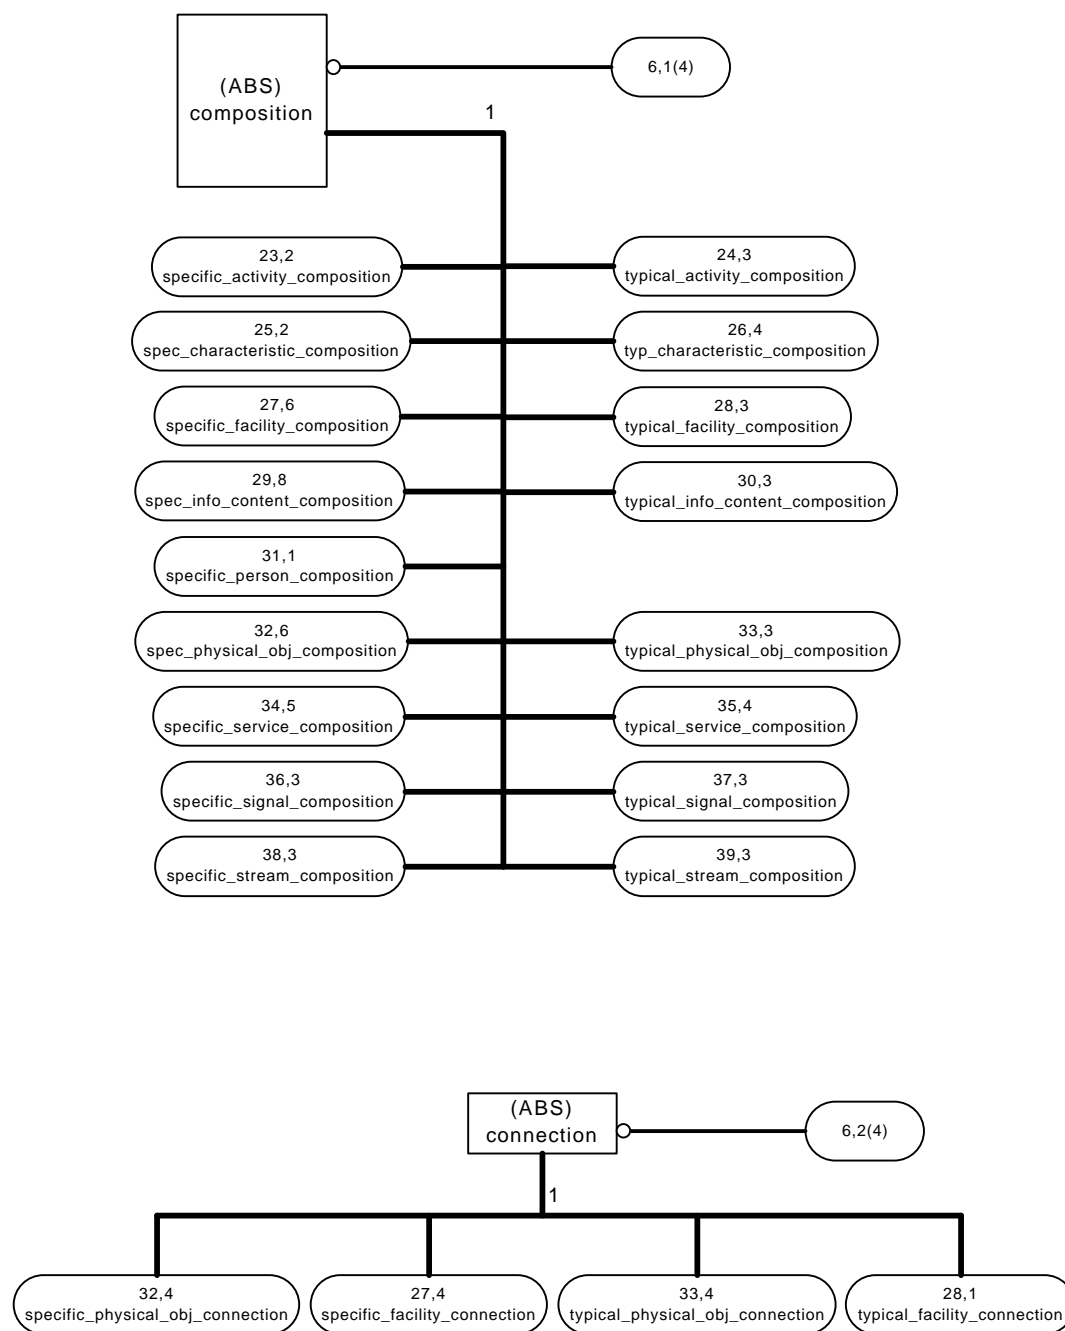 (ABS)
composition
6,1(4)
1
23,2
specific_activity_composition
24,3
typical_activity_composition
25,2
spec_characteristic_composition
26,4
typ_characteristic_composition
27,6
specific_facility_composition
28,3
typical_facility_composition
29,8
spec_info_content_composition
30,3
typical_info_content_composition
31,1
specific_person_composition
32,6
spec_physical_obj_composition
33,3
typical_physical_obj_composition
34,5
specific_service_composition
35,4
typical_service_composition
36,3
specific_signal_composition
37,3
typical_signal_composition
38,3
specific_stream_composition
39,3
typical_stream_composition
(ABS)
connection
6,2(4)
1
32,4
specific_physical_obj_connection
27,4
specific_facility_connection
33,4
typical_physical_obj_connection
28,1
typical_facility_connection